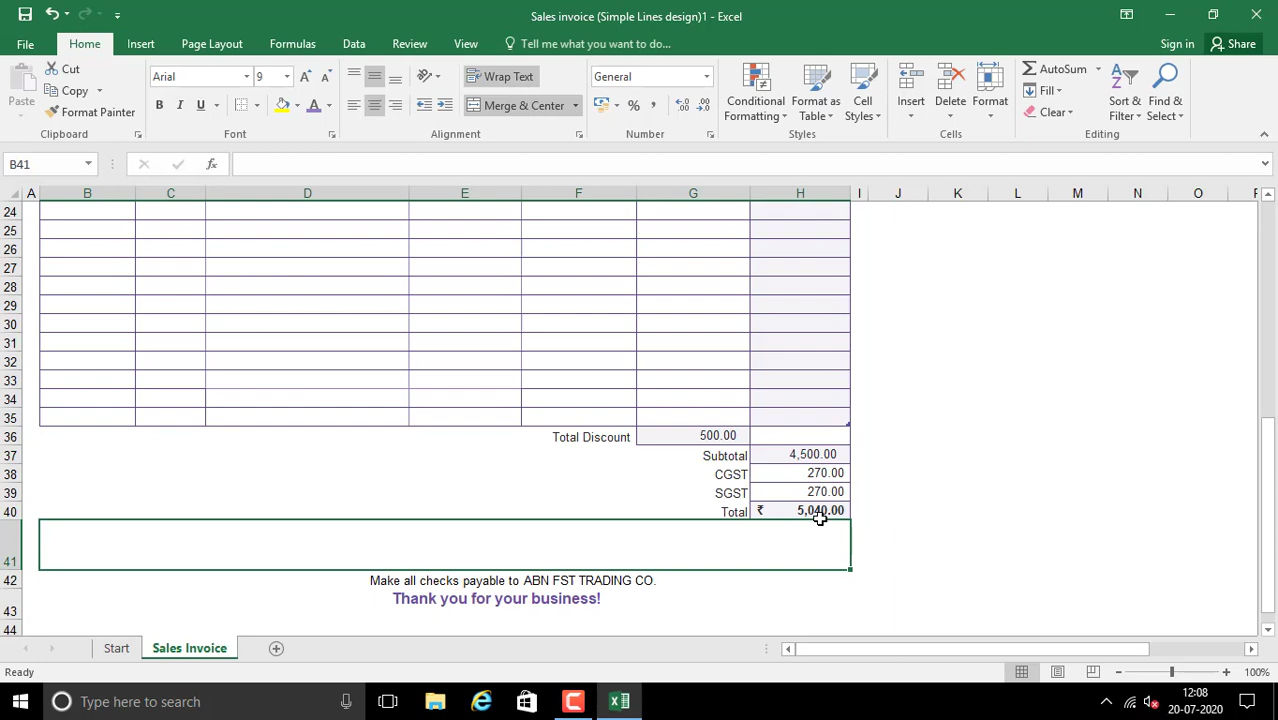 Sales invoice (Simple Lines design)1 - Excel
File Home Insert Page Layout Formulas Data Review View Tell me what you want to do... Sign in Share
Paste Cut Copy Format Painter Clipboard
Arial 9 B I U A Font
Wrap Text Merge & Center Alignment
General % Number
Conditional Formatting Format as Table Cell Styles Styles
Insert Delete Format Cells
AutoSum Fill Clear Sort & Filter Find & Select Editing
B41 fx
A B C D E F G H I J K L M N O P
24
25
26
27
28
29
30
31
32
33
34
35
36 Total Discount 500.00
37 Subtotal 4,500.00
38 CGST 270.00
39 SGST 270.00
40 Total ₹ 5,040.00
41
42 Make all checks payable to ABN FST TRADING CO.
43 Thank you for your business!
44
Start Sales Invoice
Ready 100%
Type here to search 12:08
20-07-2020